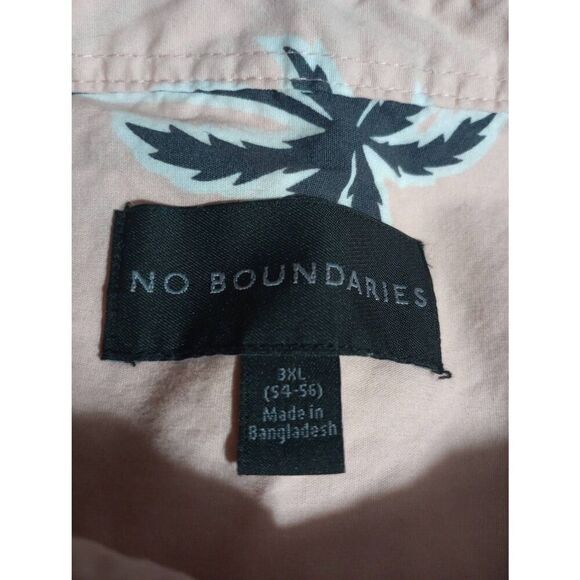 NO BOUNDARIES
3XL
(54-56)
Made in
Bangladesh